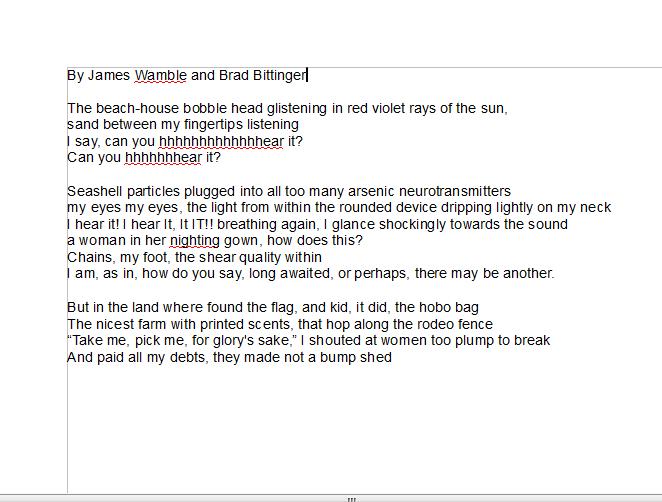 By James Wamble and Brad Bittinger
The beach-house bobble head glistening in red violet rays of the sun,
sand between my fingertips listening
I say, can you hhhhhhhhhhhhhear it?
Can you hhhhhhear it?
Seashell particles plugged into all too many arsenic neurotransmitters
my eyes my eyes, the light from within the rounded device dripping lightly on my neck
I hear it! I hear It, It IT!! breathing again, I glance shockingly towards the sound
a woman in her nighting gown, how does this?
Chains, my foot, the shear quality within
I am, as in, how do you say, long awaited, or perhaps, there may be another.
But in the land where found the flag, and kid, it did, the hobo bag
The nicest farm with printed scents, that hop along the rodeo fence
“Take me, pick me, for glory's sake,” I shouted at women too plump to break
And paid all my debts, they made not a bump shed